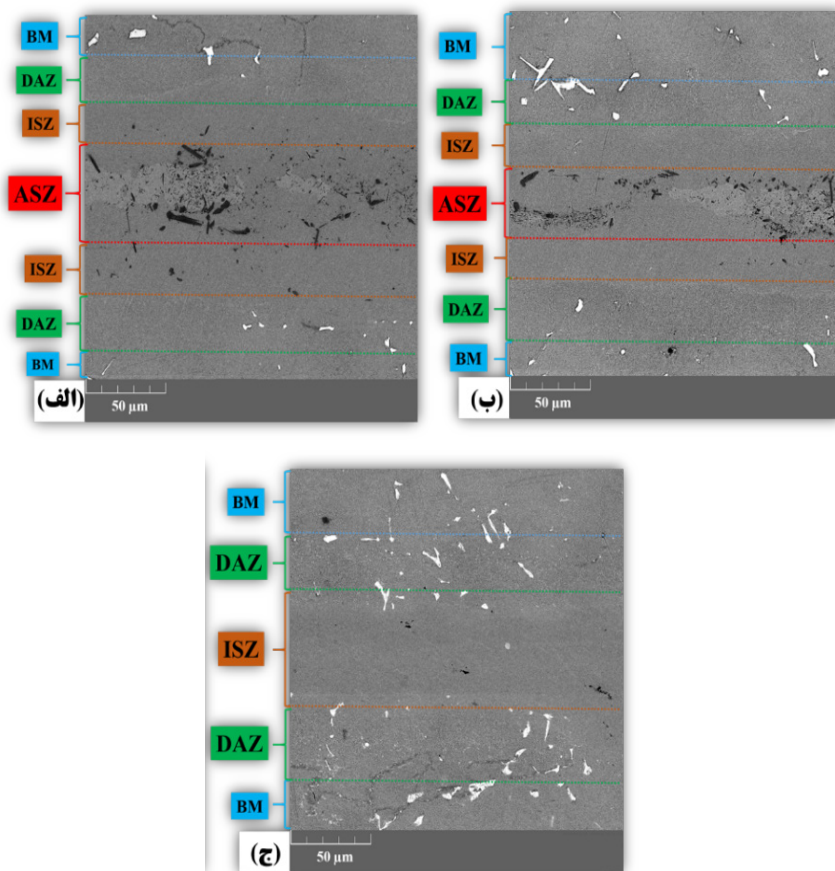 BM
DAZ
ISZ
ASZ
ISZ
DAZ
BM
50 µm
(الف)
BM
DAZ
ISZ
ASZ
ISZ
DAZ
BM
50 µm
(ب)
BM
DAZ
ISZ
DAZ
BM
50 µm
(ج)